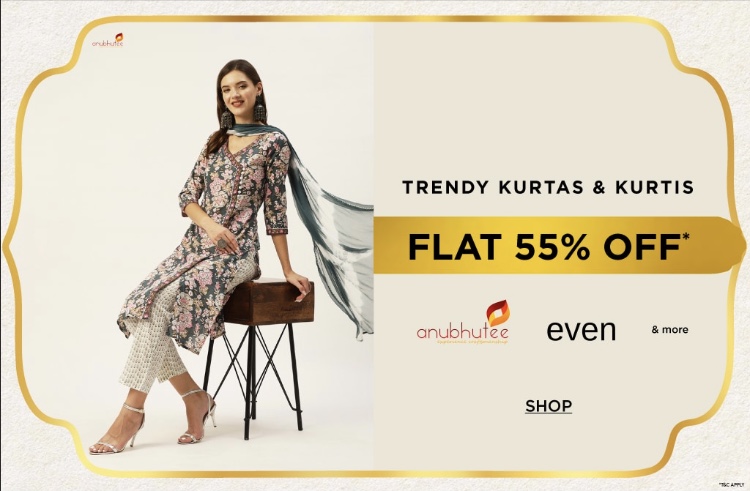 anubhutee
TRENDY KURTAS & KURTIS
FLAT 55% OFF*
anubhutee
even
& more
SHOP
*T&C APPLY